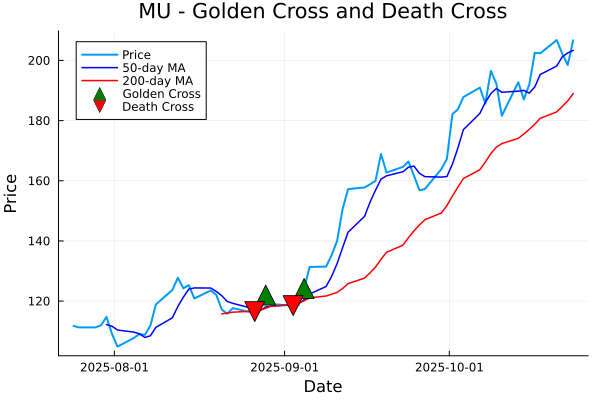 MU - Golden Cross and Death Cross
Price
50-day MA
200-day MA
Golden Cross
Death Cross
Price
200
180
160
140
120
2025-08-01
2025-09-01
2025-10-01
Date